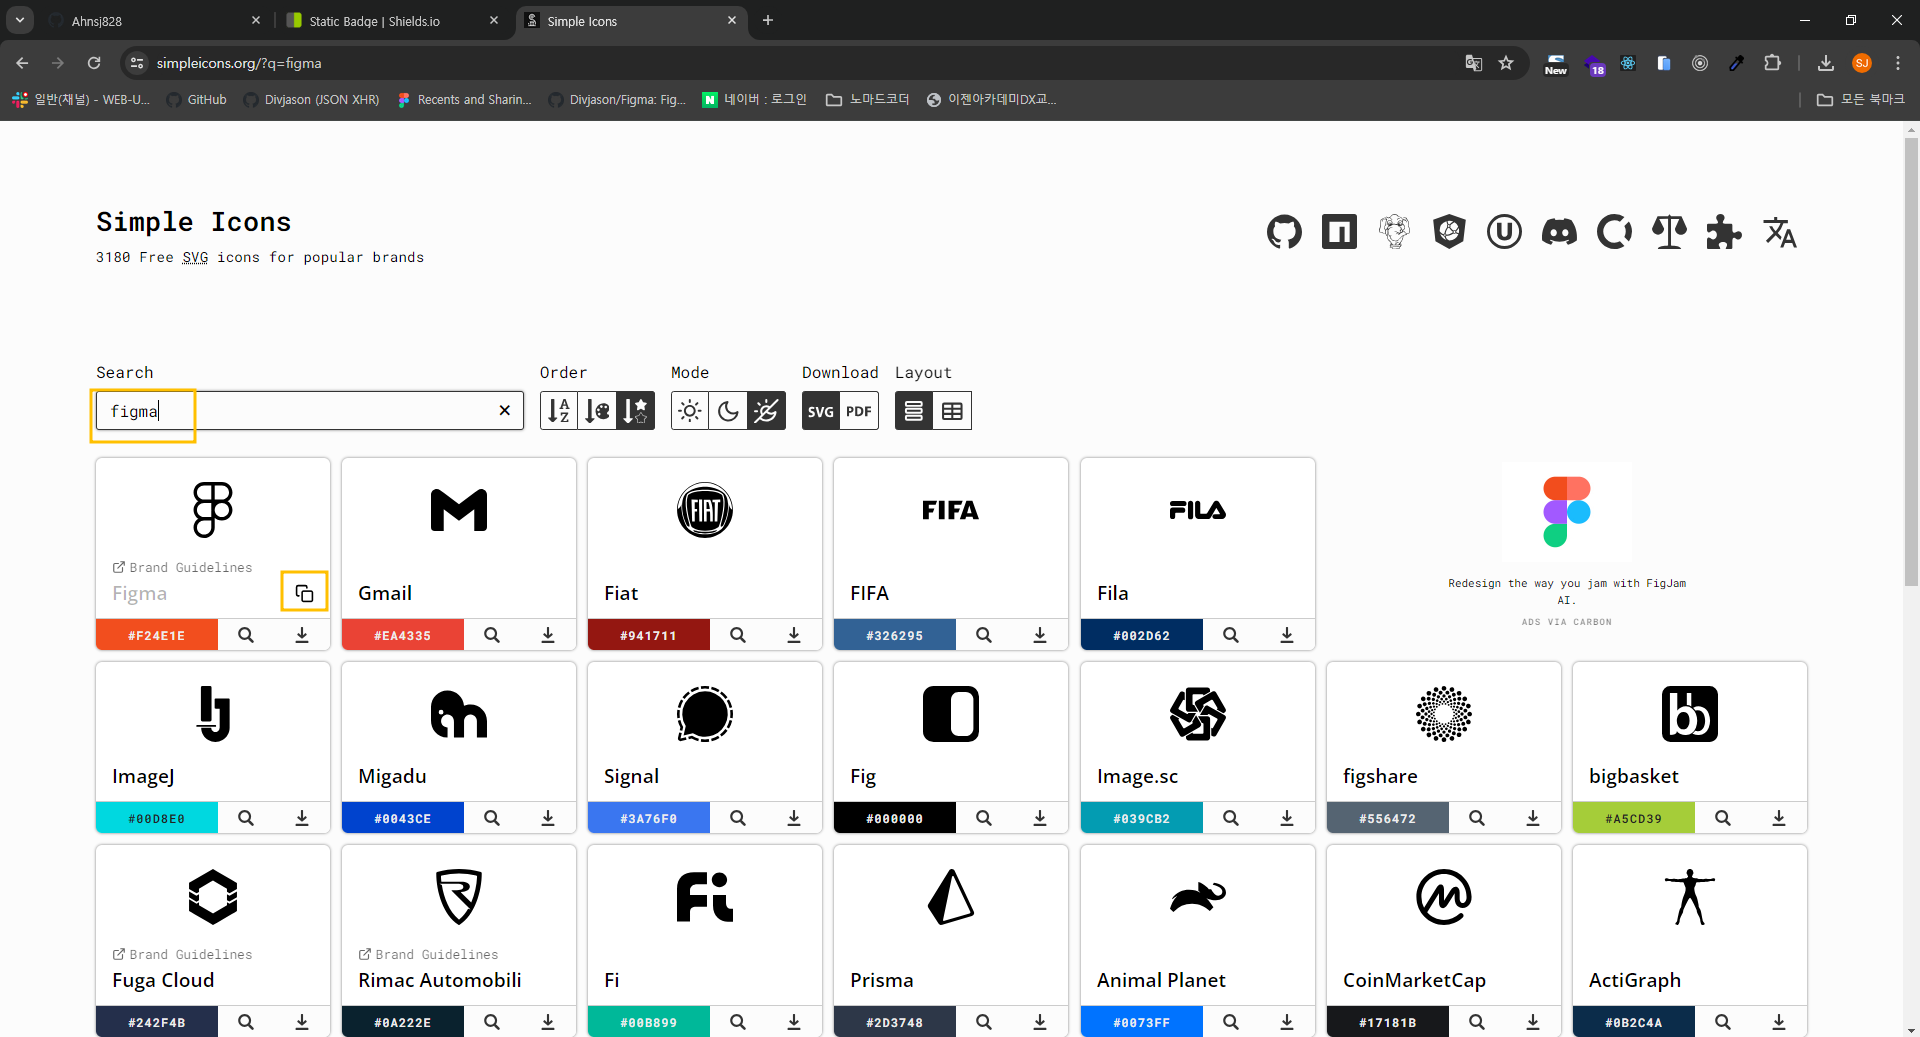 Ahnsj828
Static Badge | Shields.io
Simple Icons
simpleicons.org/?q=figma
New
18
SJ
일반(채널) - WEB-U...
GitHub
Divjason (JSON XHR)
Recents and Sharin...
Divjason/Figma: Fig...
N
네이버 : 로그인
노마드코더
이젠아카데미DX교...
모든 북마크
Simple Icons
3180 Free SVG icons for popular brands
Search
Order
Mode
Download
Layout
figma
A
Z
SVG
PDF
FIAT
FIFA
FILA
Brand Guidelines
Figma
Gmail
Fiat
FIFA
Fila
Redesign the way you jam with FigJam
AI.
ADS VIA CARBON
#F24E1E
#EA4335
#941711
#326295
#002D62
ImageJ
Migadu
Signal
Fig
Image.sc
figshare
bigbasket
#00D8E0
#0043CE
#3A76F0
#000000
#039CB2
#556472
#A5CD39
Brand Guidelines
Brand Guidelines
Fuga Cloud
Rimac Automobili
Fi
Prisma
Animal Planet
CoinMarketCap
ActiGraph
#242F4B
#0A222E
#00B899
#2D3748
#0073FF
#17181B
#0B2C4A